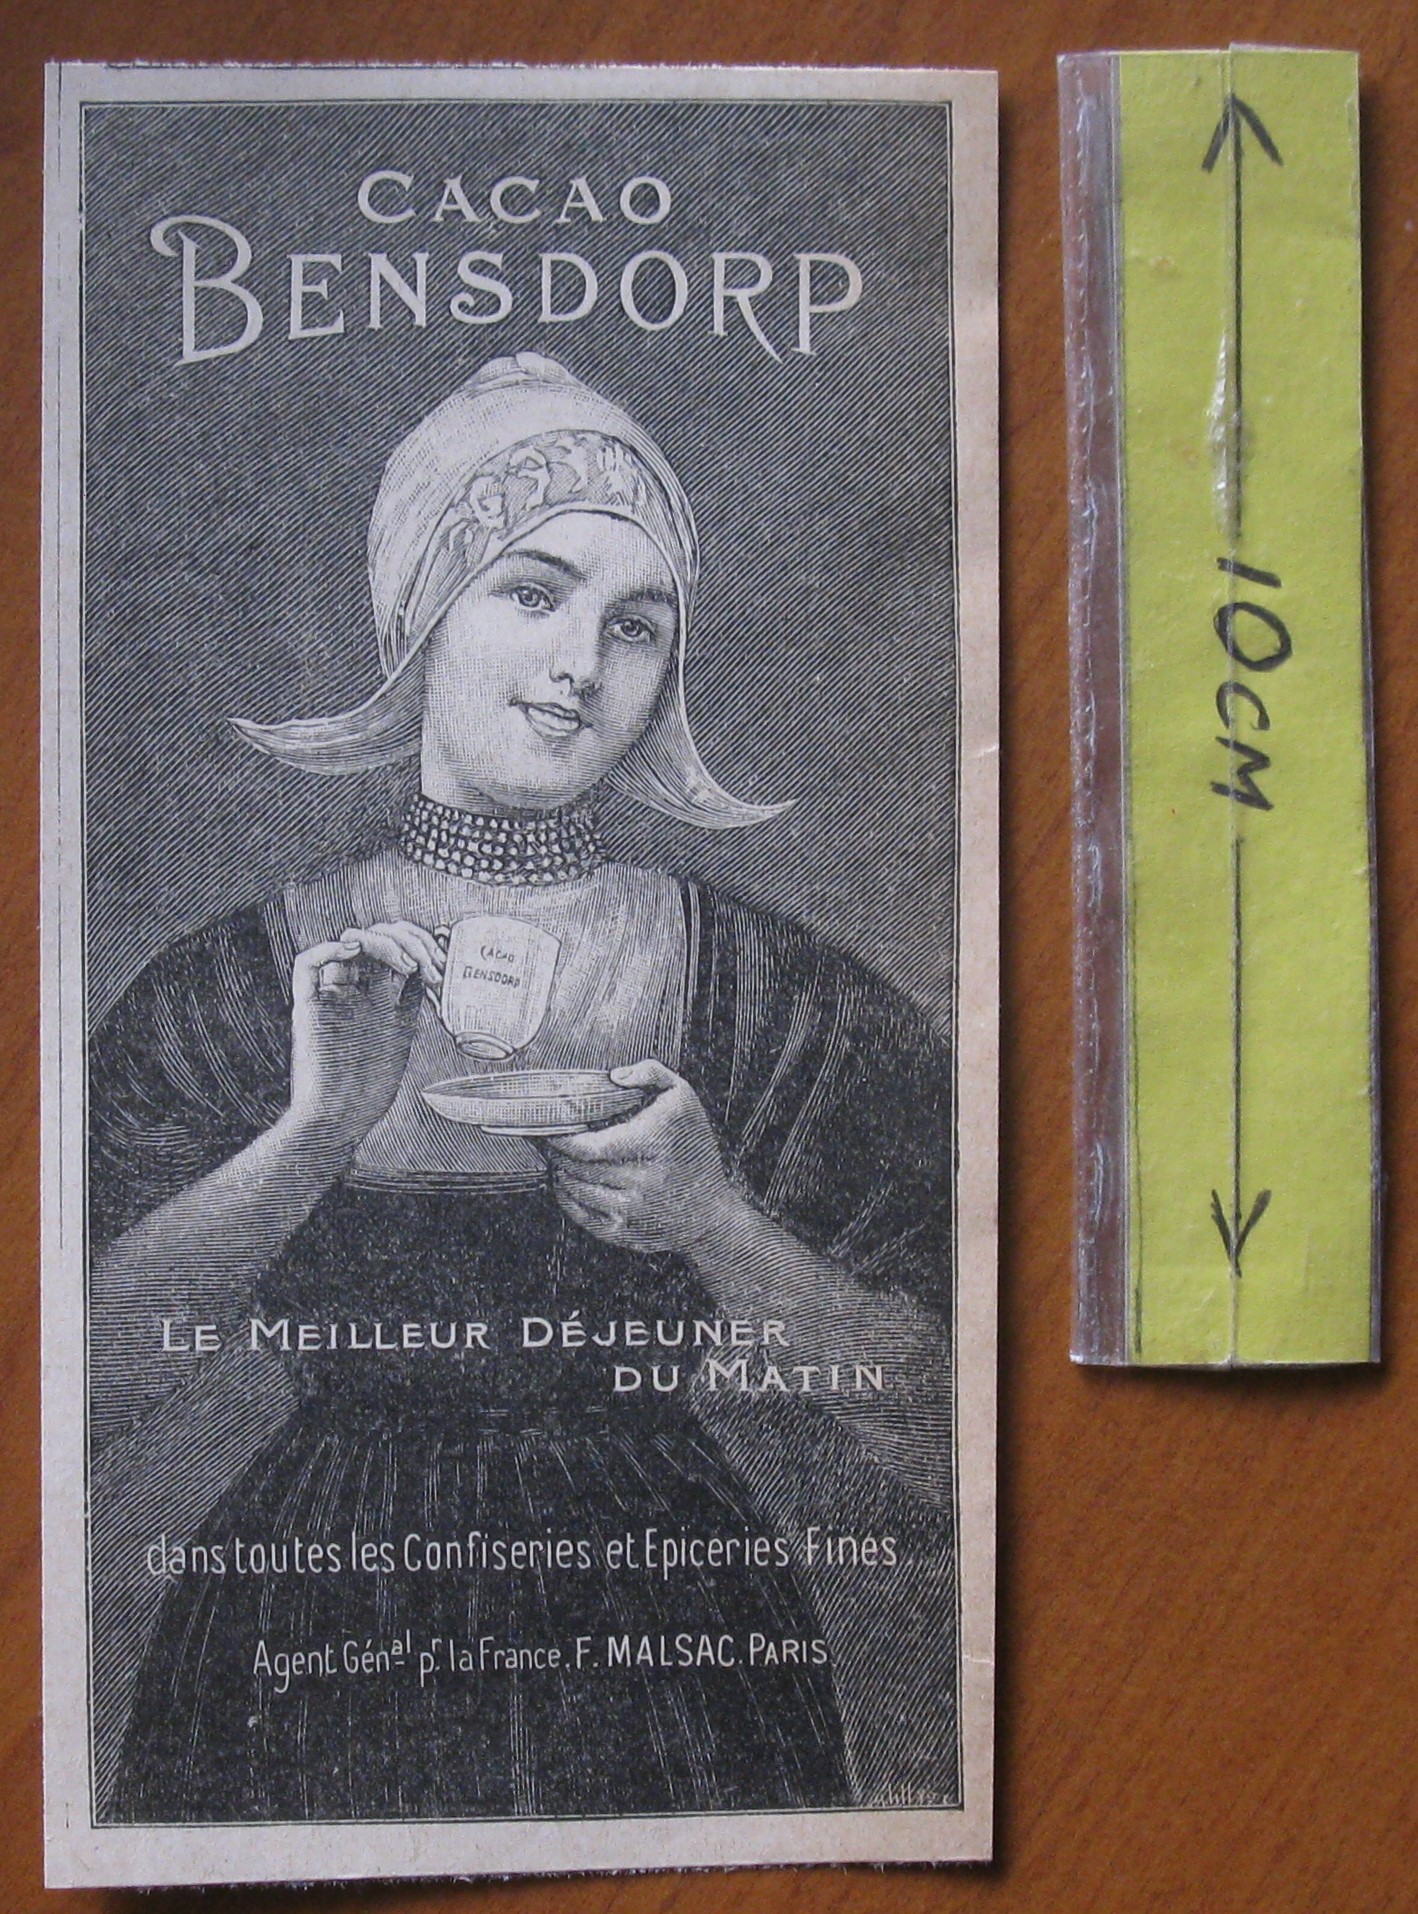 CACAO
BENSDORP
CACAO
BENSDORP
LE MEILLEUR DÉJEUNER
DU MATIN
dans toutes les Confiseries et Epiceries Fines
Agent Génal pr la France. F. MALSAC. PARIS
10CM